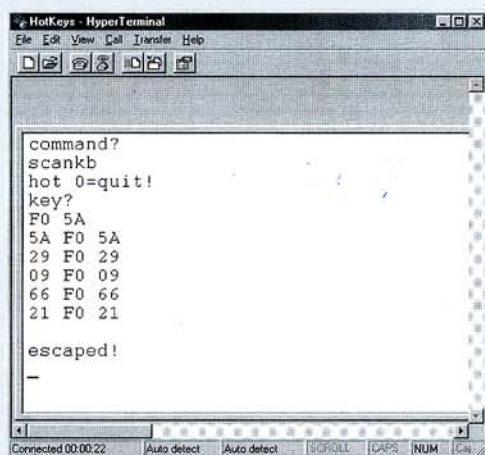 HotKeys - HyperTerminal
File Edit View Call Transfer Help
command?
scankb
hot 0=quit!
key?
F0 5A
5A F0 5A
29 F0 29
09 F0 09
66 F0 66
21 F0 21
escaped!
Connected 00:00:22 Auto detect Auto detect SCROLL CAPS NUM